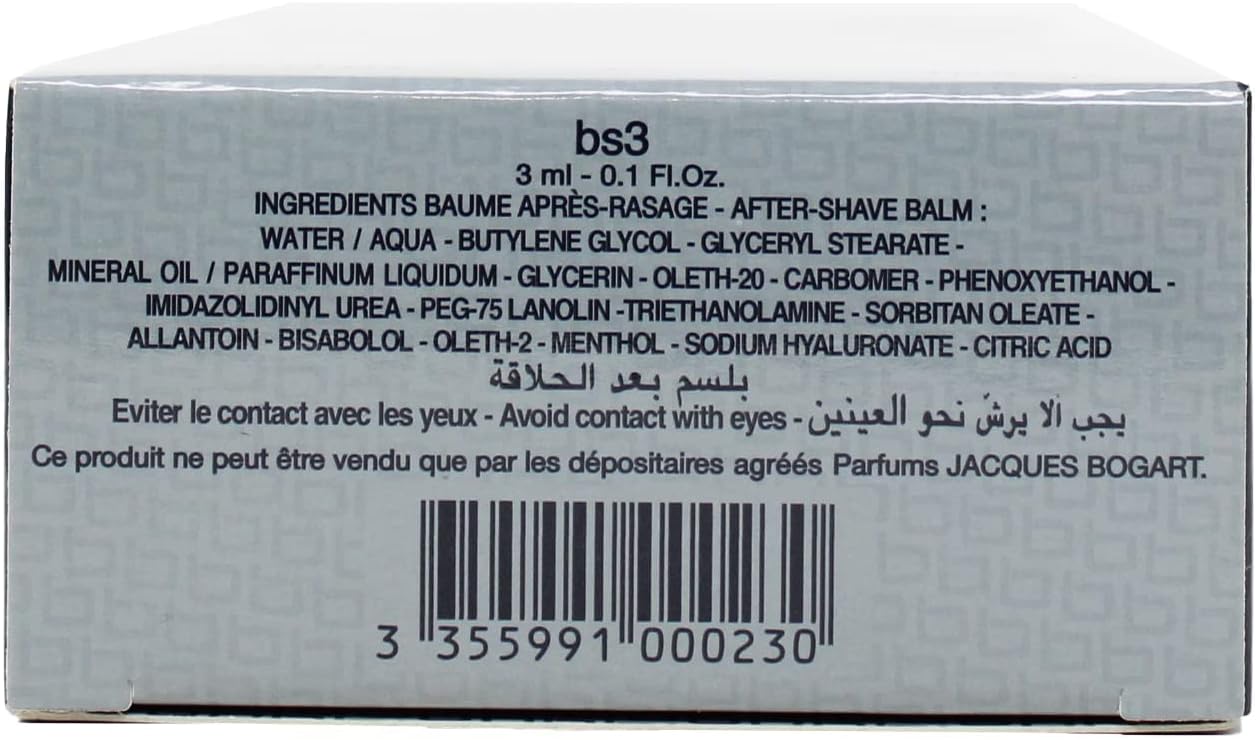 bs3
3 ml - 0.1 Fl.Oz.
INGREDIENTS BAUME APRÈS-RASAGE - AFTER-SHAVE BALM :
WATER / AQUA - BUTYLENE GLYCOL - GLYCERYL STEARATE -
MINERAL OIL / PARAFFINUM LIQUIDUM - GLYCERIN - OLETH-20 - CARBOMER - PHENOXYETHANOL -
IMIDAZOLIDINYL UREA - PEG-75 LANOLIN -TRIETHANOLAMINE - SORBITAN OLEATE -
ALLANTOIN - BISABOLOL - OLETH-2 - MENTHOL - SODIUM HYALURONATE - CITRIC ACID
بلسم بعد الحلاقة
Eviter le contact avec les yeux - Avoid contact with eyes - يجب ألا يرشّ نحو العينين
Ce produit ne peut être vendu que par les dépositaires agréés Parfums JACQUES BOGART.
3 355991 000230